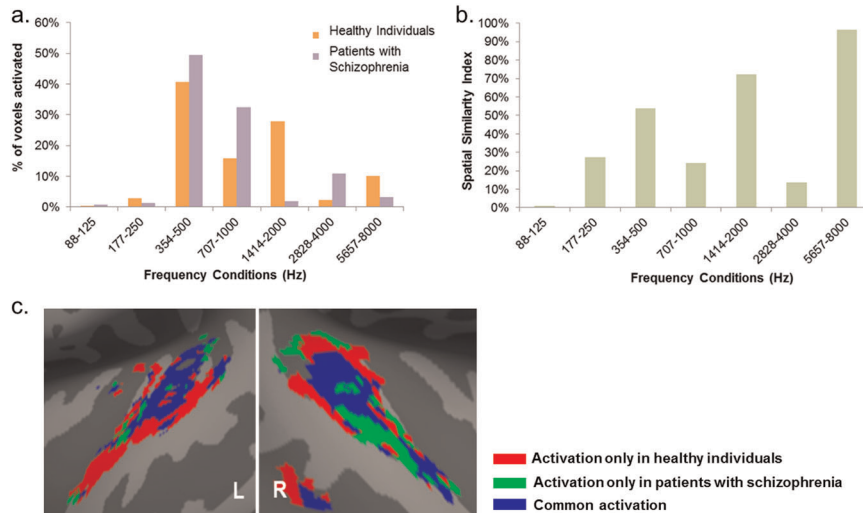 a.
60%
50%
40%
30%
20%
10%
0%
% of voxels activated
Healthy Individuals
Patients with
Schizophrenia
88-125
177-250
354-500
707-1000
1414-2000
2828-4000
5657-8000
Frequency Conditions (Hz)
b.
100%
90%
80%
70%
60%
50%
40%
30%
20%
10%
0%
Spatial Similarity Index
88-125
177-250
354-500
707-1000
1414-2000
2828-4000
5657-8000
Frequency Conditions (Hz)
c.
L
R
Activation only in healthy individuals
Activation only in patients with schizophrenia
Common activation